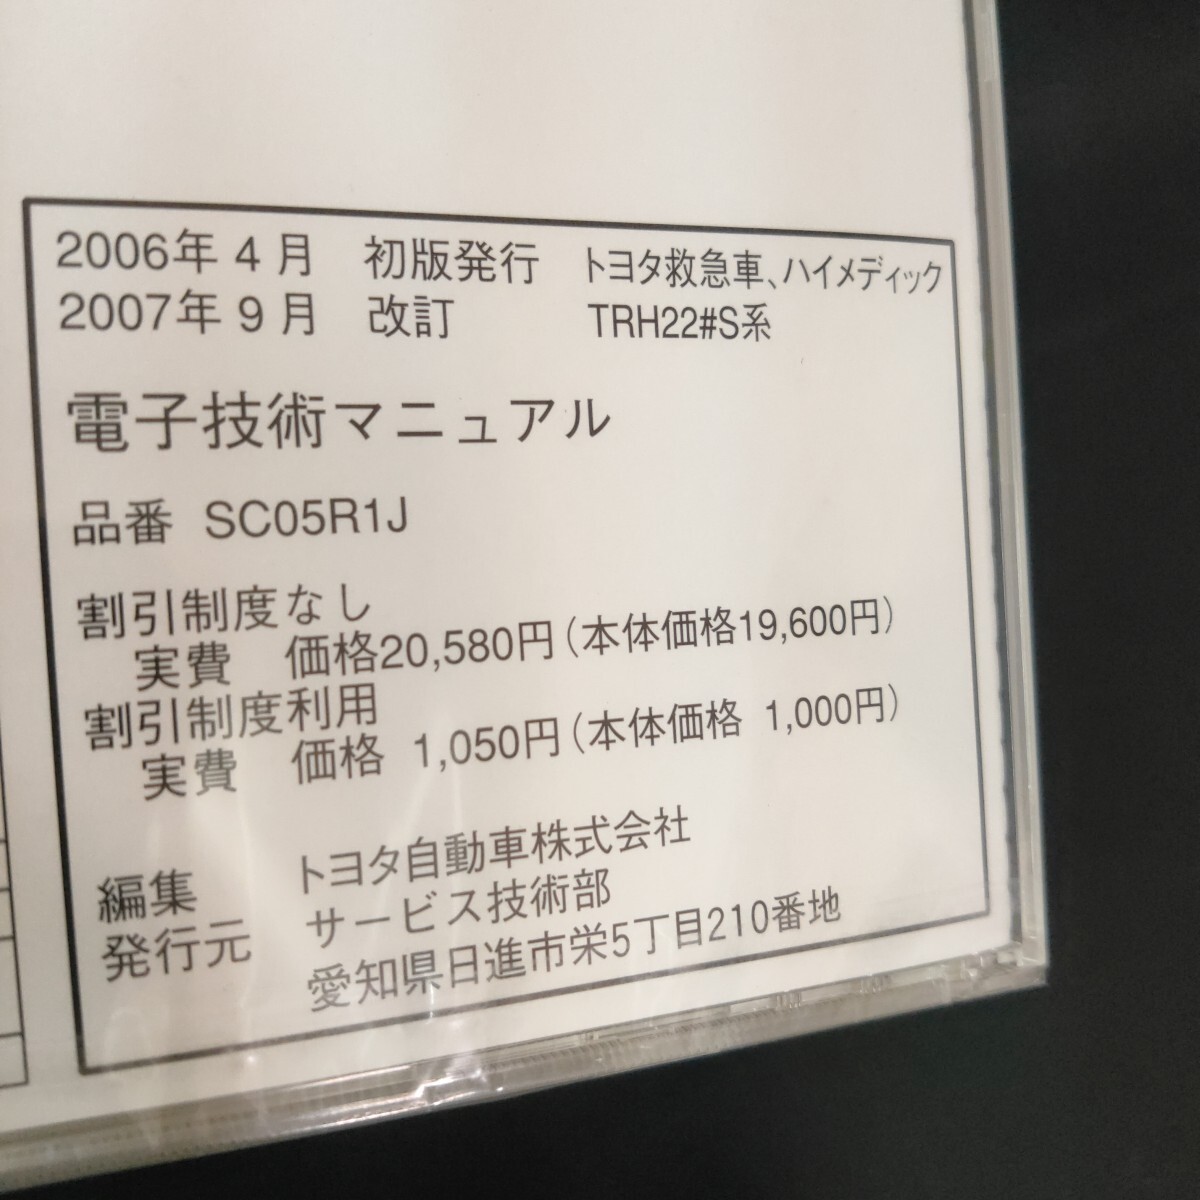 2006年 4 月　初版発行　トヨタ救急車、ハイメディック
2007年 9 月　改訂　TRH22#S系
電子技術マニュアル
品番 SC05R1J
割引制度なし
実費　価格20,580円（本体価格19,600円）
割引制度利用
実費　価格 1,050円（本体価格 1,000円）
編集　トヨタ自動車株式会社
発行元　サービス技術部
愛知県日進市栄5丁目210番地